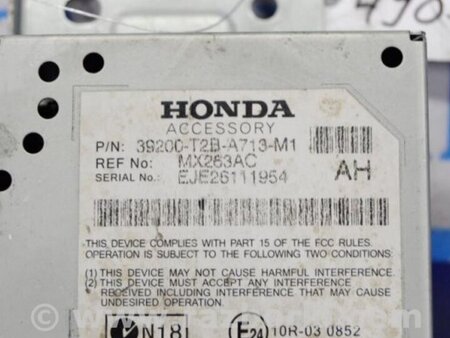 HONDA
ACCESSORY
P/N: 39200-T2B-A713-M1
REF No: MX263AC
AH
SERIAL No.: EJE26111954
THIS DEVICE COMPLIES WITH PART 15 OF THE FCC RULES.
OPERATION IS SUBJECT TO THE FOLLOWING TWO CONDITIONS:
(1) THIS DEVICE MAY NOT CAUSE HARMFUL INTERFERENCE.
(2) THIS DEVICE MUST ACCEPT ANY INTERFERENCE
RECEIVED INCLUDING INTERFERENCE THAT MAY CAUSE
UNDESIRED OPERATION.
N18
E24
10R-03 0852